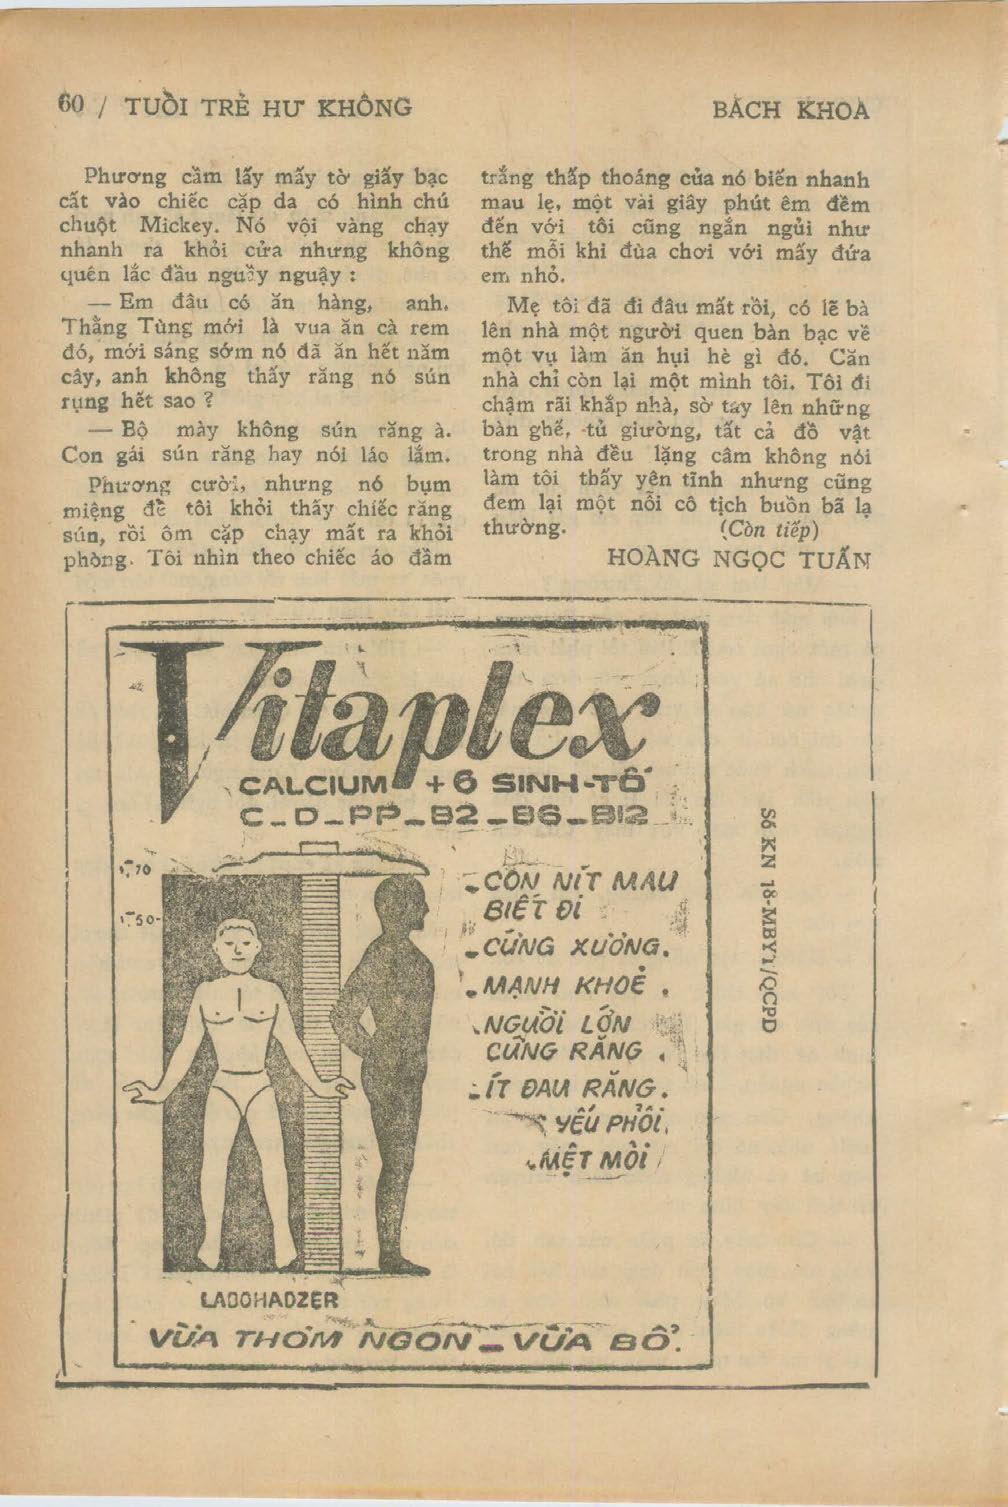 60 / TUỔI TRẺ HƯ KHÔNG
BÁCH KHOA
Phương cầm lấy mấy tờ giấy bạc
cất vào chiếc cặp da có hình chú
chuột Mickey. Nó vội vàng chạy
nhanh ra khỏi cửa nhưng không
quên lắc đầu nguầy nguậy :
— Em đâu có ăn hàng, anh.
Thằng Tùng mới là vua ăn cà rem
đó, mới sáng sớm nó đã ăn hết năm
cây, anh không thấy răng nó sún
rụng hết sao ?
— Bộ mày không sún răng à.
Con gái sún răng hay nói láo lắm.
Phương cười, nhưng nó bụm
miệng để tôi khỏi thấy chiếc răng
sún, rồi ôm cặp chạy mất ra khỏi
phòng. Tôi nhìn theo chiếc áo đầm
trắng thấp thoáng của nó biến nhanh
mau lẹ, một vài giây phút êm đềm
đến với tôi cũng ngắn ngủi như
thế mỗi khi đùa chơi với mấy đứa
em nhỏ.
Mẹ tôi đã đi đâu mất rồi, có lẽ bà
lên nhà một người quen bàn bạc về
một vụ làm ăn hụi hè gì đó. Căn
nhà chỉ còn lại một mình tôi. Tôi đi
chậm rãi khắp nhà, sờ tay lên những
bàn ghế, tủ giường, tất cả đồ vật
trong nhà đều lặng câm không nói
làm tôi thấy yên tĩnh nhưng cũng
đem lại một nỗi cô tịch buồn bã lạ
thường. (Còn tiếp)
HOÀNG NGỌC TUẤN
Vitaplex
CALCIUM + 6 SINH-TỐ
C_D_PP_B2_B6_B12
1m70
1m50-
- CON NÍT MAU
BIẾT ĐI
- CỨNG XƯƠNG.
- MẠNH KHOẺ .
- NGƯỜI LỚN
CỨNG RĂNG .
- ÍT ĐAU RĂNG.
YẾU PHỔI.
MỆT MỎI
Số KN 18-MBY1/QCPD
LABOHADZER
VỪA THƠM NGON _ VỪA BỔ.